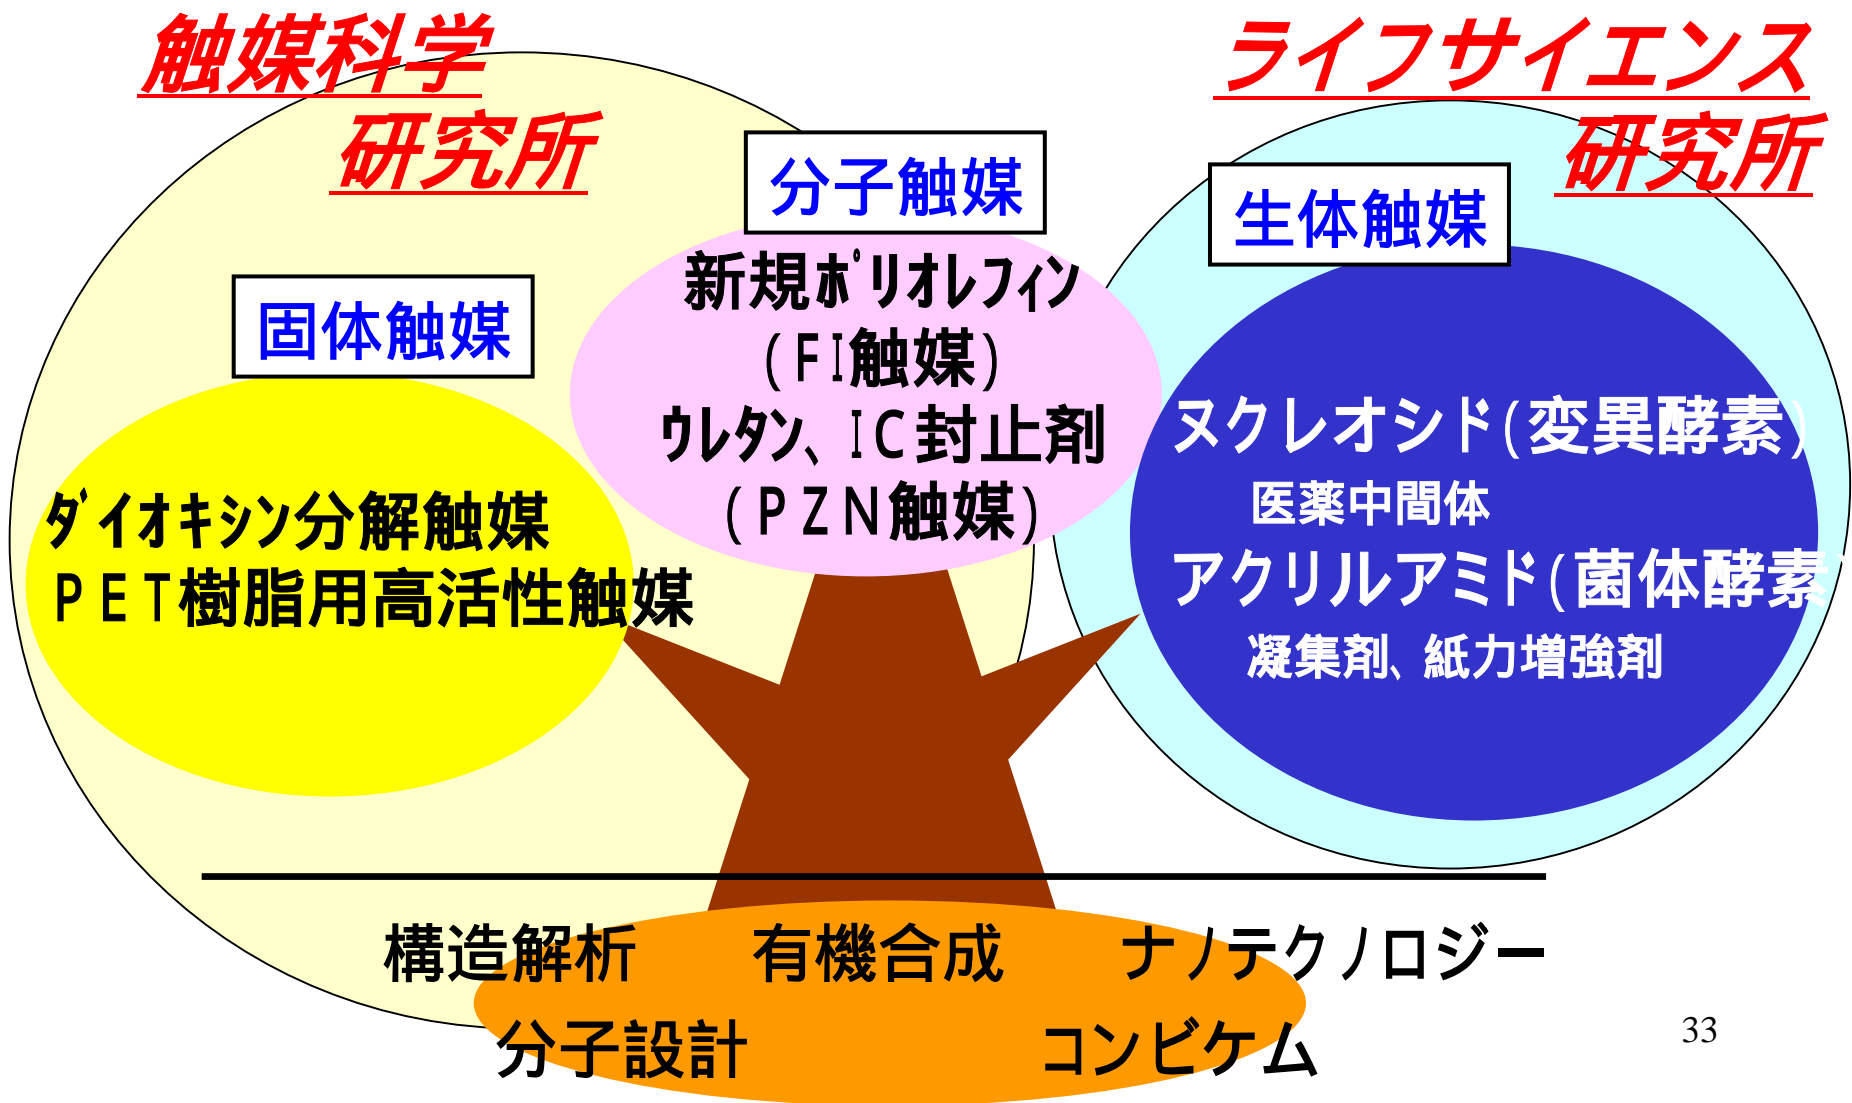 触媒科学
研究所
ライフサイエンス
研究所
分子触媒
新規ﾎﾟﾘｵﾚﾌｨﾝ
(ＦＩ触媒)
ｳﾚﾀﾝ、ＩＣ封止剤
(ＰＺＮ触媒)
固体触媒
ﾀﾞｲｵｷｼﾝ分解触媒
ＰＥＴ樹脂用高活性触媒
生体触媒
ヌクレオシド(変異酵素)
医薬中間体
アクリルアミド(菌体酵素)
凝集剤、紙力増強剤
構造解析　有機合成　ナノテクノロジー
分子設計　コンビケム
33